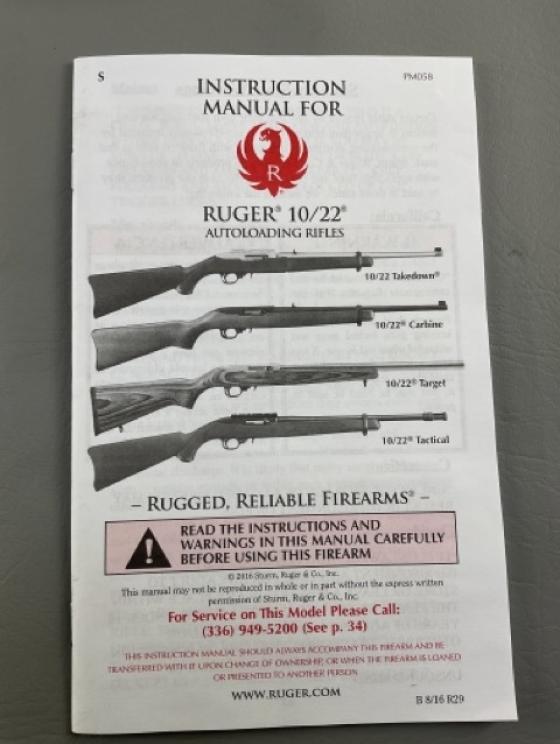 S
PM058
INSTRUCTION
MANUAL FOR
R
RUGER® 10/22®
AUTOLOADING RIFLES
10/22 Takedown®
10/22® Carbine
10/22® Target
10/22® Tactical
– RUGGED, RELIABLE FIREARMS® –
READ THE INSTRUCTIONS AND
WARNINGS IN THIS MANUAL CAREFULLY
BEFORE USING THIS FIREARM
© 2016 Sturm, Ruger & Co., Inc.
This manual may not be reproduced in whole or in part without the express written
permission of Sturm, Ruger & Co., Inc.
For Service on This Model Please Call:
(336) 949-5200 (See p. 34)
THIS INSTRUCTION MANUAL SHOULD ALWAYS ACCOMPANY THIS FIREARM AND BE
TRANSFERRED WITH IT UPON CHANGE OF OWNERSHIP, OR WHEN THE FIREARM IS LOANED
OR PRESENTED TO ANOTHER PERSON
WWW.RUGER.COM
B 8/16 R29